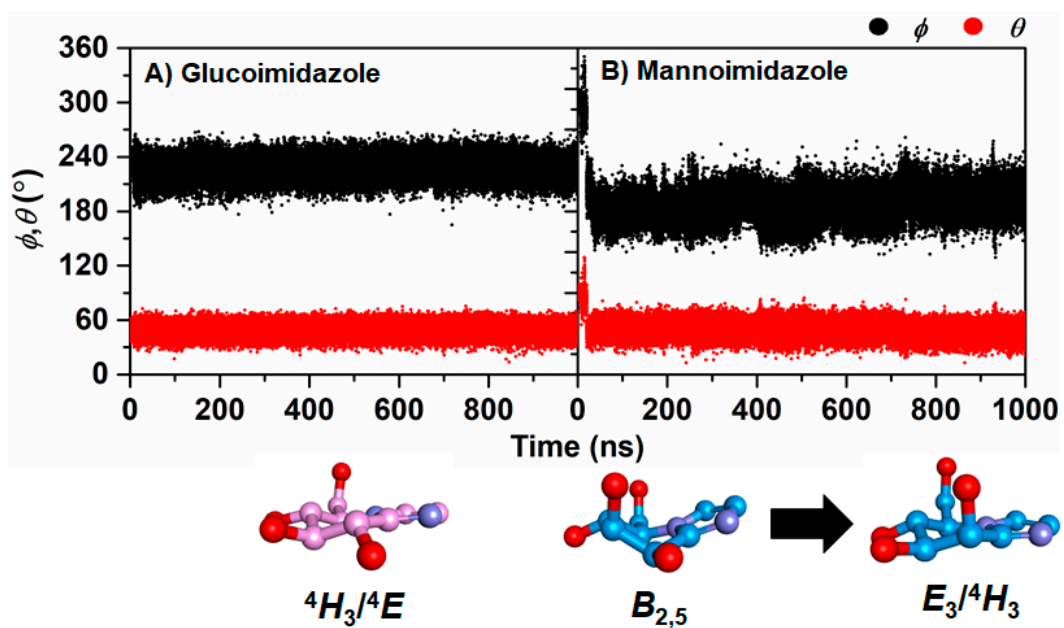 ϕ θ
A) Glucoimidazole B) Mannoimidazole
ϕ,θ (°)
360
300
240
180
120
60
0
0 200 400 600 800 0 200 400 600 800 1000
Time (ns)
⁴H₃/⁴E B₂,₅ E₃/⁴H₃